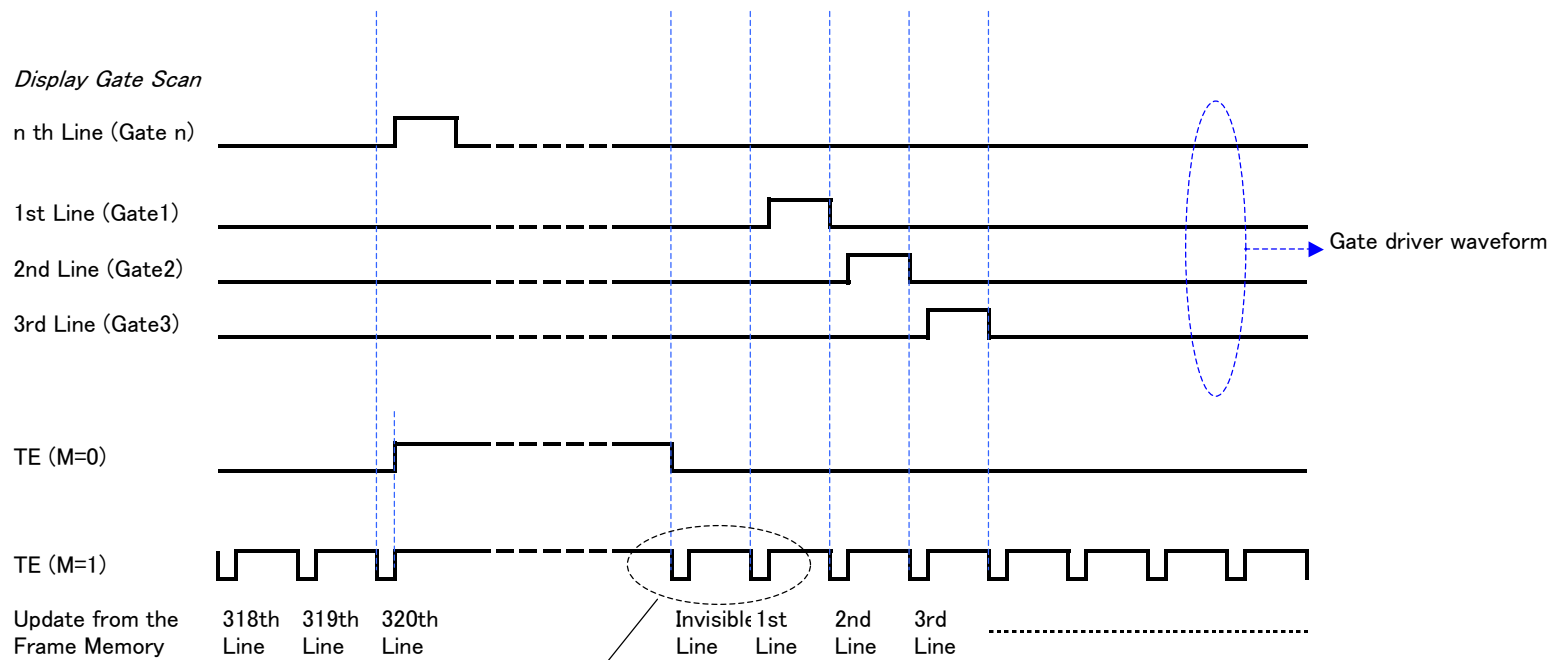 Display Gate Scan
n th Line (Gate n)
1st Line (Gate1)
2nd Line (Gate2)
Gate driver waveform
3rd Line (Gate3)
TE (M=0)
TE (M=1)
Update from the 318th 319th 320th Invisible 1st 2nd 3rd
Frame Memory Line Line Line Line Line Line Line